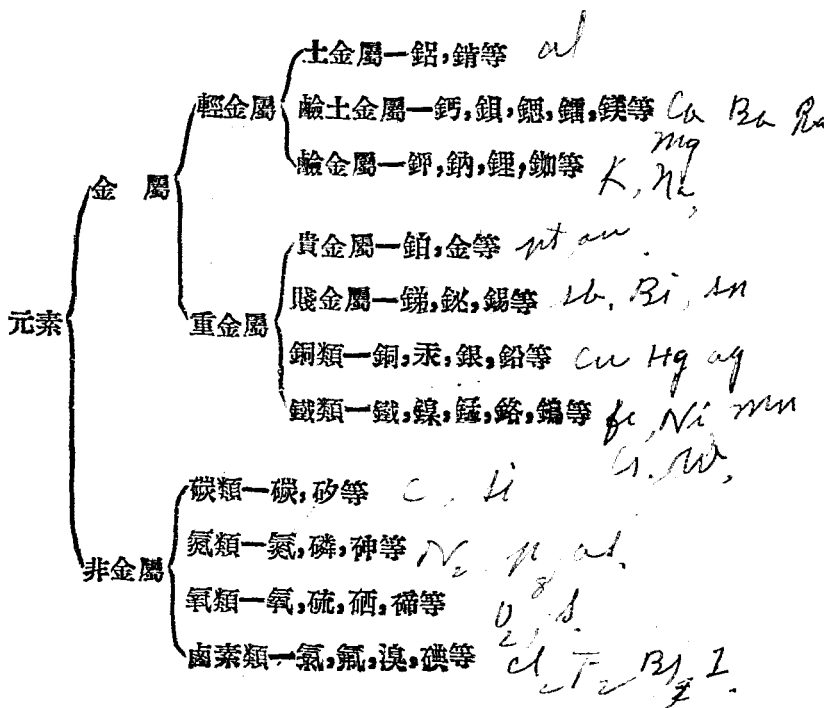 土金屬—鋁,錆等 al
輕金屬
鹼土金屬—鈣,鋇,鍶,鐳,鎂等 Ca Ba Ra
mg
鹼金屬—鉀,鈉,鋰,銣等 K, Na,
金屬
貴金屬—鉑,金等 pt, au.
賤金屬—銻,鉍,錫等 sb, Bi, sn
元素
重金屬
銅類—銅,汞,銀,鉛等 Cu Hg ag
鐵類—鐵,鎳,錳,鉻,鎢等 fe, Ni mn
Cr, W,
碳類—碳,矽等 C, Si
氮類—氮,磷,砷等 N2 p as.
非金屬
氧類—氧,硫,硒,碲等 O2, S.
鹵素類—氯,氟,溴,碘等 Cl2 F2 Br2 I.